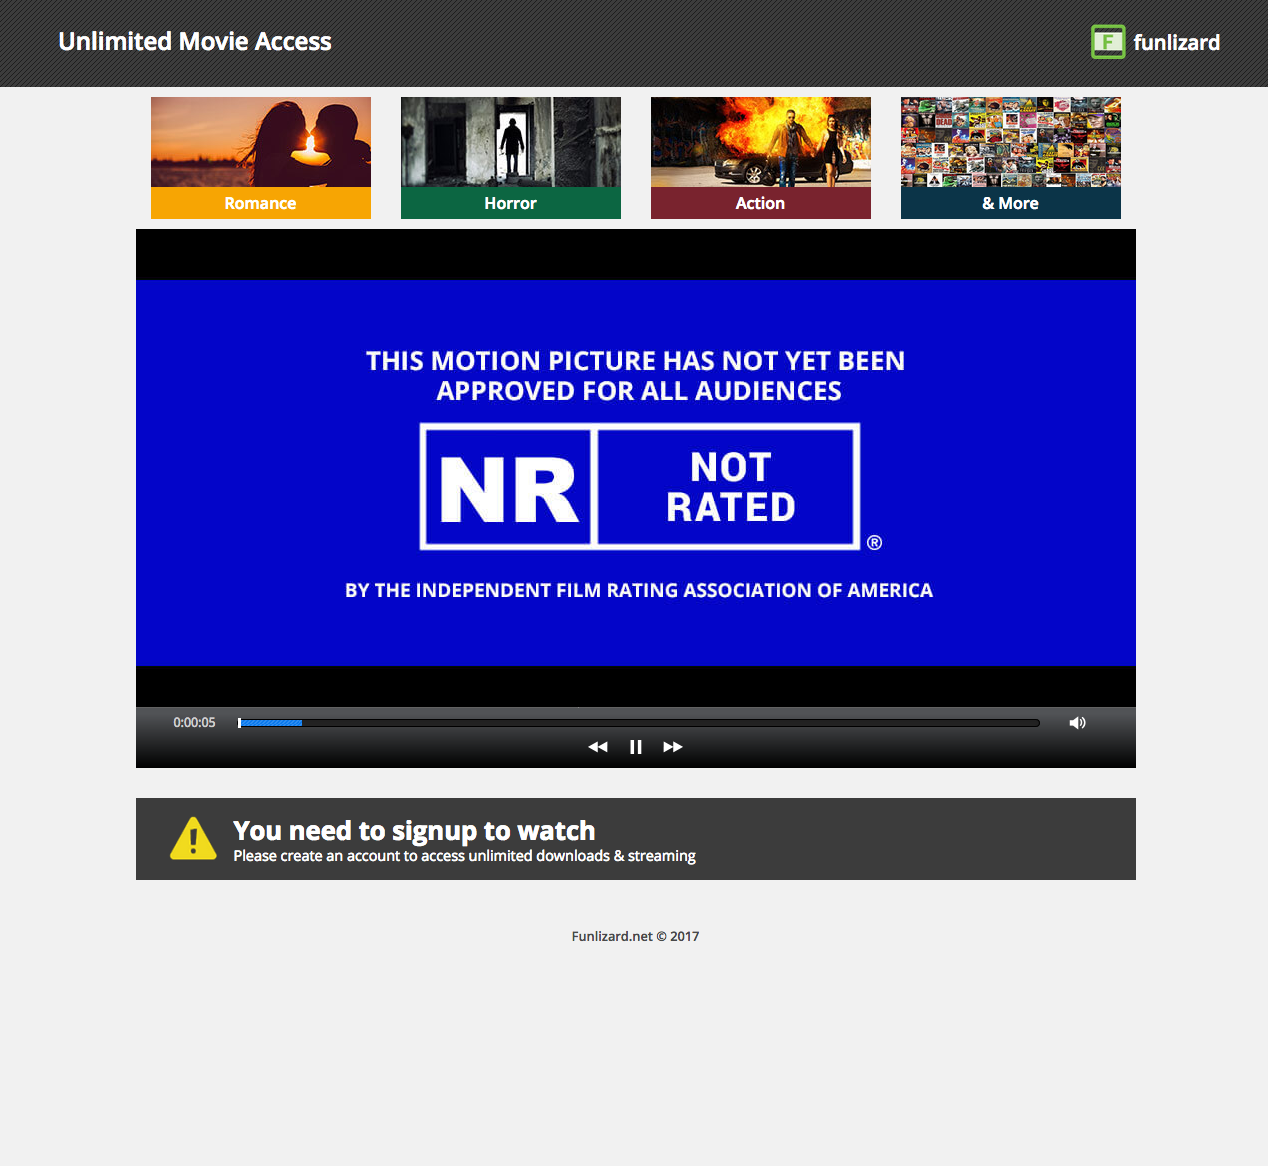 Unlimited Movie Access
F funlizard
Romance
Horror
Action
& More
THIS MOTION PICTURE HAS NOT YET BEEN
APPROVED FOR ALL AUDIENCES
NR
NOT
RATED
®
BY THE INDEPENDENT FILM RATING ASSOCIATION OF AMERICA
0:00:05
You need to signup to watch
Please create an account to access unlimited downloads & streaming
Funlizard.net © 2017